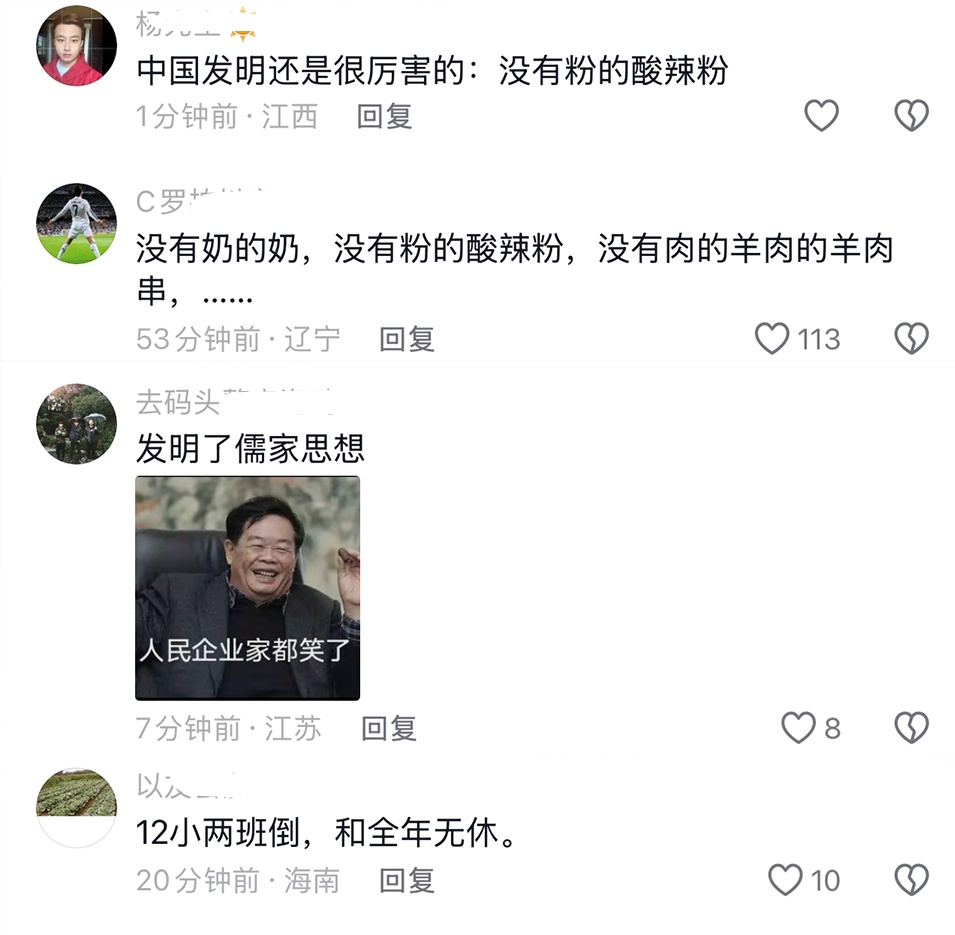 中国发明还是很厉害的：没有粉的酸辣粉
1分钟前·江西 回复
C罗
没有奶的奶，没有粉的酸辣粉，没有肉的羊肉的羊肉
串，……
53分钟前·辽宁 回复 113
去码头
发明了儒家思想
人民企业家都笑了
7分钟前·江苏 回复 8
以
12小两班倒，和全年无休。
20分钟前·海南 回复 10